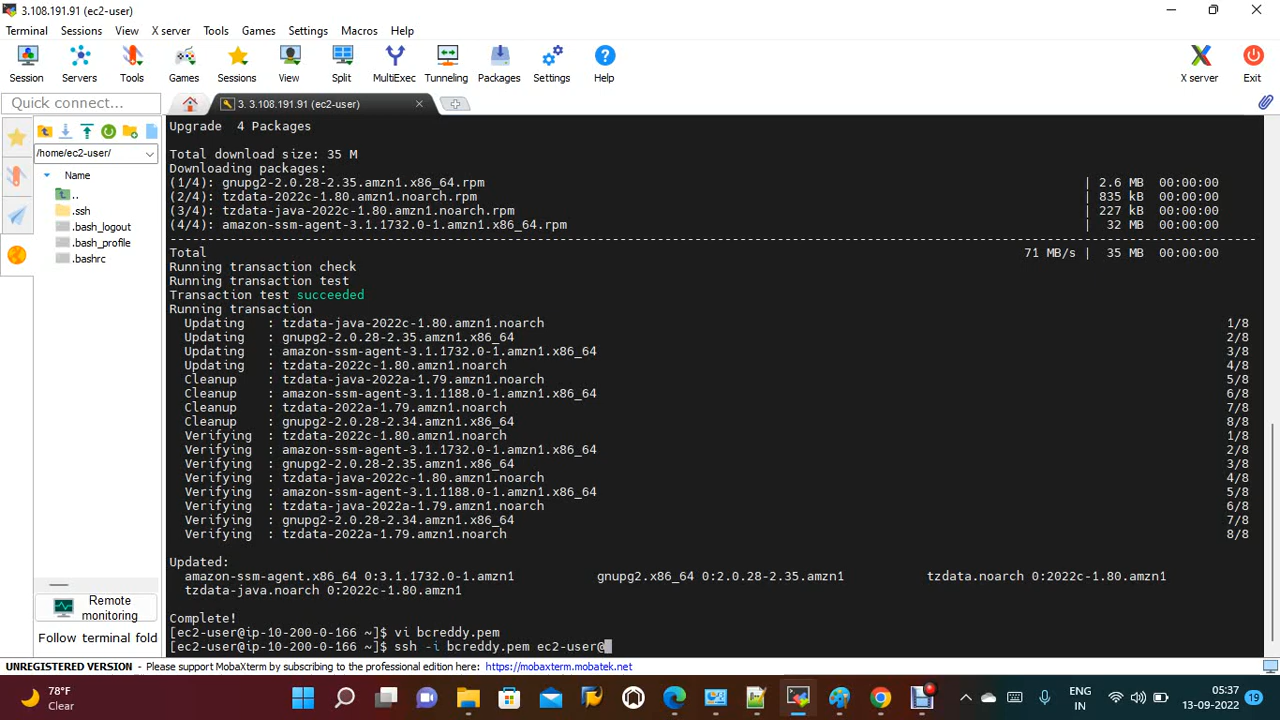 3.108.191.91 (ec2-user)
Terminal Sessions View X server Tools Games Settings Macros Help
Session Servers Tools Games Sessions View Split MultiExec Tunneling Packages Settings Help X server Exit
Quick connect...
3. 3.108.191.91 (ec2-user)
/home/ec2-user/
Name
..
.ssh
.bash_logout
.bash_profile
.bashrc
Remote monitoring
Follow terminal fold
Upgrade 4 Packages
Total download size: 35 M
Downloading packages:
(1/4): gnupg2-2.0.28-2.35.amzn1.x86_64.rpm | 2.6 MB 00:00:00
(2/4): tzdata-2022c-1.80.amzn1.noarch.rpm | 835 kB 00:00:00
(3/4): tzdata-java-2022c-1.80.amzn1.noarch.rpm | 227 kB 00:00:00
(4/4): amazon-ssm-agent-3.1.1732.0-1.amzn1.x86_64.rpm | 32 MB 00:00:00
Total 71 MB/s | 35 MB 00:00:00
Running transaction check
Running transaction test
Transaction test succeeded
Running transaction
Updating : tzdata-java-2022c-1.80.amzn1.noarch 1/8
Updating : gnupg2-2.0.28-2.35.amzn1.x86_64 2/8
Updating : amazon-ssm-agent-3.1.1732.0-1.amzn1.x86_64 3/8
Updating : tzdata-2022c-1.80.amzn1.noarch 4/8
Cleanup : tzdata-java-2022a-1.79.amzn1.noarch 5/8
Cleanup : amazon-ssm-agent-3.1.1188.0-1.amzn1.x86_64 6/8
Cleanup : tzdata-2022a-1.79.amzn1.noarch 7/8
Cleanup : gnupg2-2.0.28-2.34.amzn1.x86_64 8/8
Verifying : tzdata-2022c-1.80.amzn1.noarch 1/8
Verifying : amazon-ssm-agent-3.1.1732.0-1.amzn1.x86_64 2/8
Verifying : gnupg2-2.0.28-2.35.amzn1.x86_64 3/8
Verifying : tzdata-java-2022c-1.80.amzn1.noarch 4/8
Verifying : amazon-ssm-agent-3.1.1188.0-1.amzn1.x86_64 5/8
Verifying : tzdata-java-2022a-1.79.amzn1.noarch 6/8
Verifying : gnupg2-2.0.28-2.34.amzn1.x86_64 7/8
Verifying : tzdata-2022a-1.79.amzn1.noarch 8/8
Updated:
amazon-ssm-agent.x86_64 0:3.1.1732.0-1.amzn1 gnupg2.x86_64 0:2.0.28-2.35.amzn1 tzdata.noarch 0:2022c-1.80.amzn1
tzdata-java.noarch 0:2022c-1.80.amzn1
Complete!
[ec2-user@ip-10-200-0-166 ~]$ vi bcreddy.pem
[ec2-user@ip-10-200-0-166 ~]$ ssh -i bcreddy.pem ec2-user@
UNREGISTERED VERSION - Please support MobaXterm by subscribing to the professional edition here: https://mobaxterm.mobatek.net
78°F
Clear
ENG
IN
05:37
13-09-2022
19